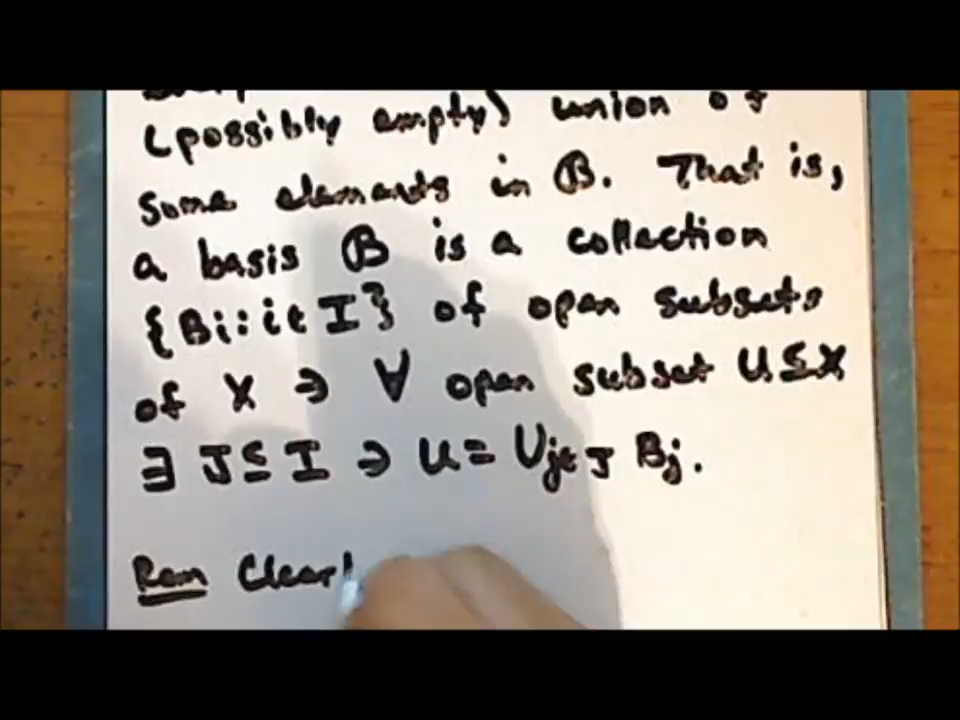 (possibly empty) union of
some elements in B. That is,
a basis B is a collection
{Bi : i ∈ I} of open subsets
of X ∋ ∀ open subset U ⊆ X
∃ J ⊆ I ∋ U = ∪j∈J Bj.
Rem Clearl